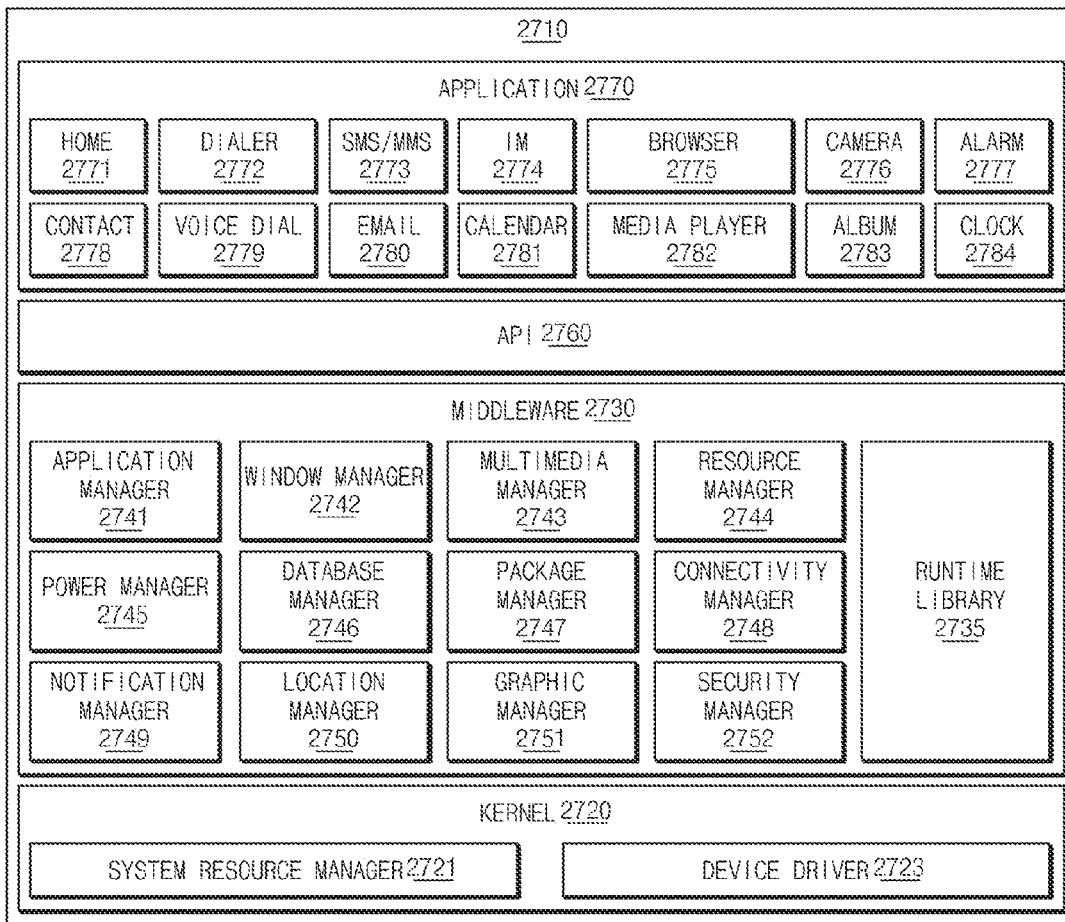 2710
APPLICATION 2770
HOME
2771
DIALER
2772
SMS/MMS
2773
IM
2774
BROWSER
2775
CAMERA
2776
ALARM
2777
CONTACT
2778
VOICE DIAL
2779
EMAIL
2780
CALENDAR
2781
MEDIA PLAYER
2782
ALBUM
2783
CLOCK
2784
API 2760
MIDDLEWARE 2730
APPLICATION
MANAGER
2741
WINDOW MANAGER
2742
MULTIMEDIA
MANAGER
2743
RESOURCE
MANAGER
2744
POWER MANAGER
2745
DATABASE
MANAGER
2746
PACKAGE
MANAGER
2747
CONNECTIVITY
MANAGER
2748
RUNTIME
LIBRARY
2735
NOTIFICATION
MANAGER
2749
LOCATION
MANAGER
2750
GRAPHIC
MANAGER
2751
SECURITY
MANAGER
2752
KERNEL 2720
SYSTEM RESOURCE MANAGER 2721
DEVICE DRIVER 2723